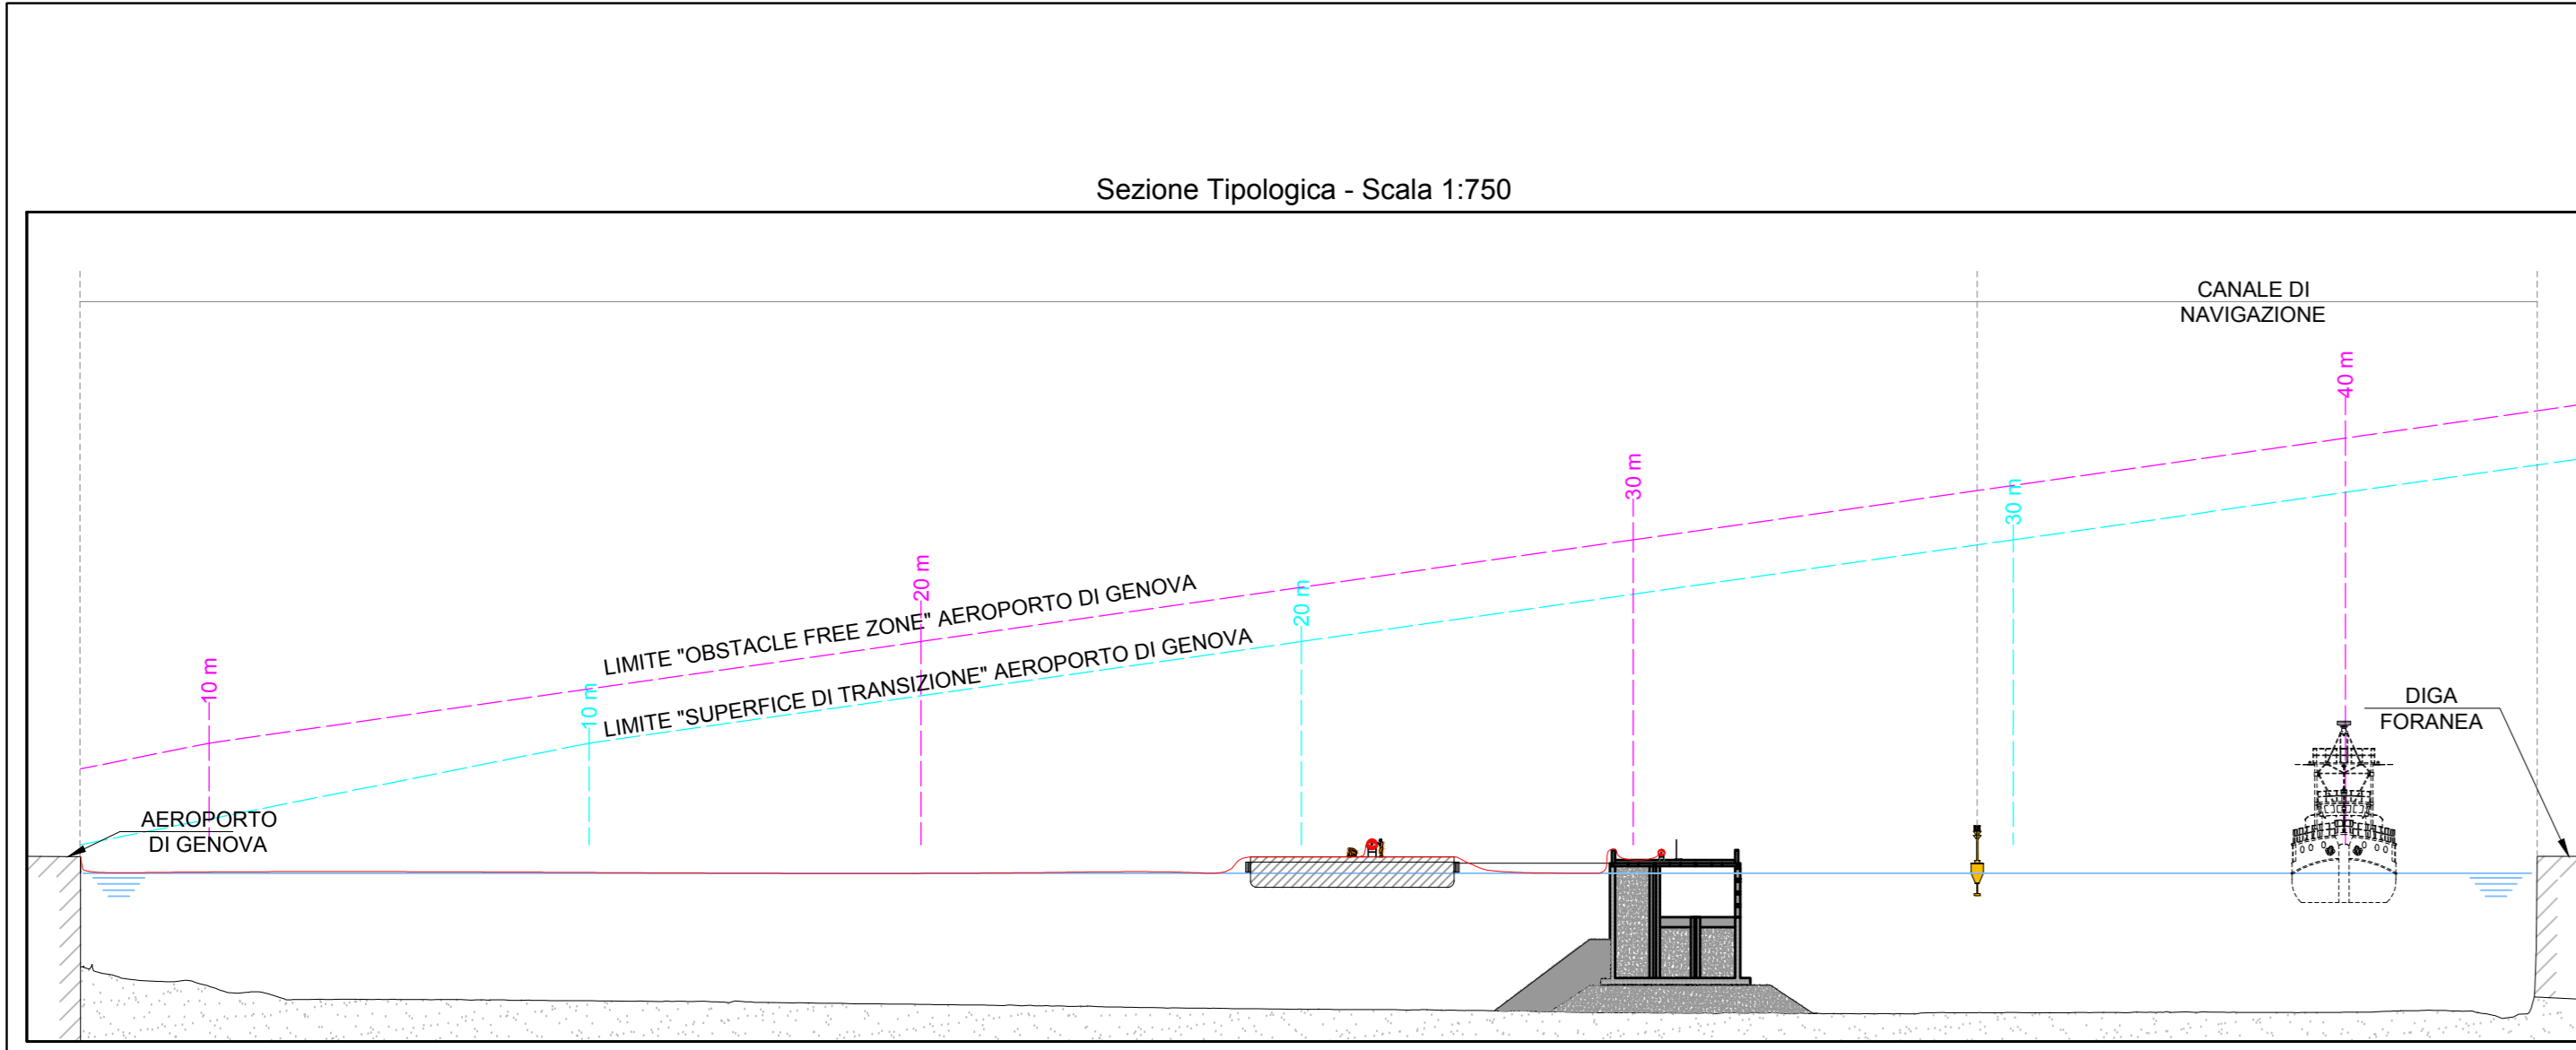 Sezione Tipologica - Scala 1:750
CANALE DI
NAVIGAZIONE
40 m
30 m
30 m
20 m
20 m
LIMITE "OBSTACLE FREE ZONE" AEROPORTO DI GENOVA
10 m
10 m
LIMITE "SUPERFICE DI TRANSIZIONE" AEROPORTO DI GENOVA
DIGA
FORANEA
AEROPORTO
DI GENOVA